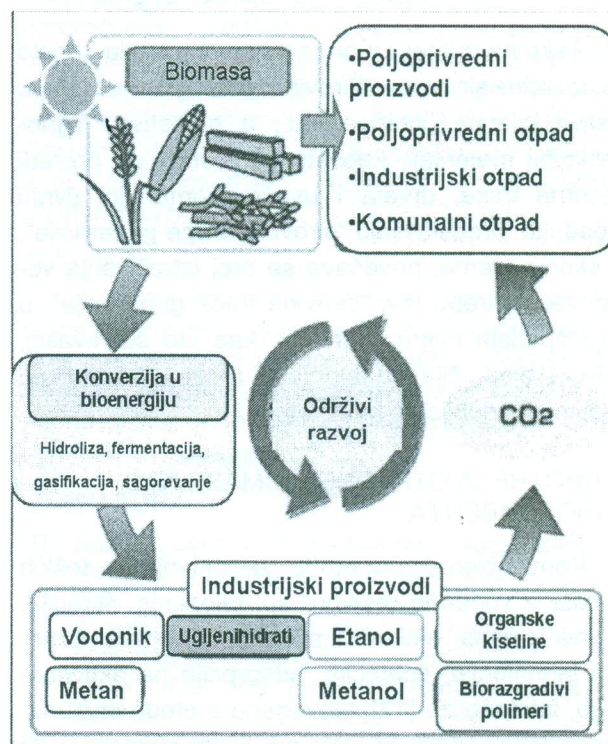 Biomasa
•Poljoprivredni
proizvodi
•Poljoprivredni otpad
•Industrijski otpad
•Komunalni otpad
Konverzija u
bioenergiju
Hidroliza, fermentacija,
gasifikacija, sagorevanje
Održivi
razvoj
CO2
Industrijski proizvodi
Vodonik
Ugljenihidrati
Etanol
Organske
kiseline
Metan
Metanol
Biorazgradivi
polimeri